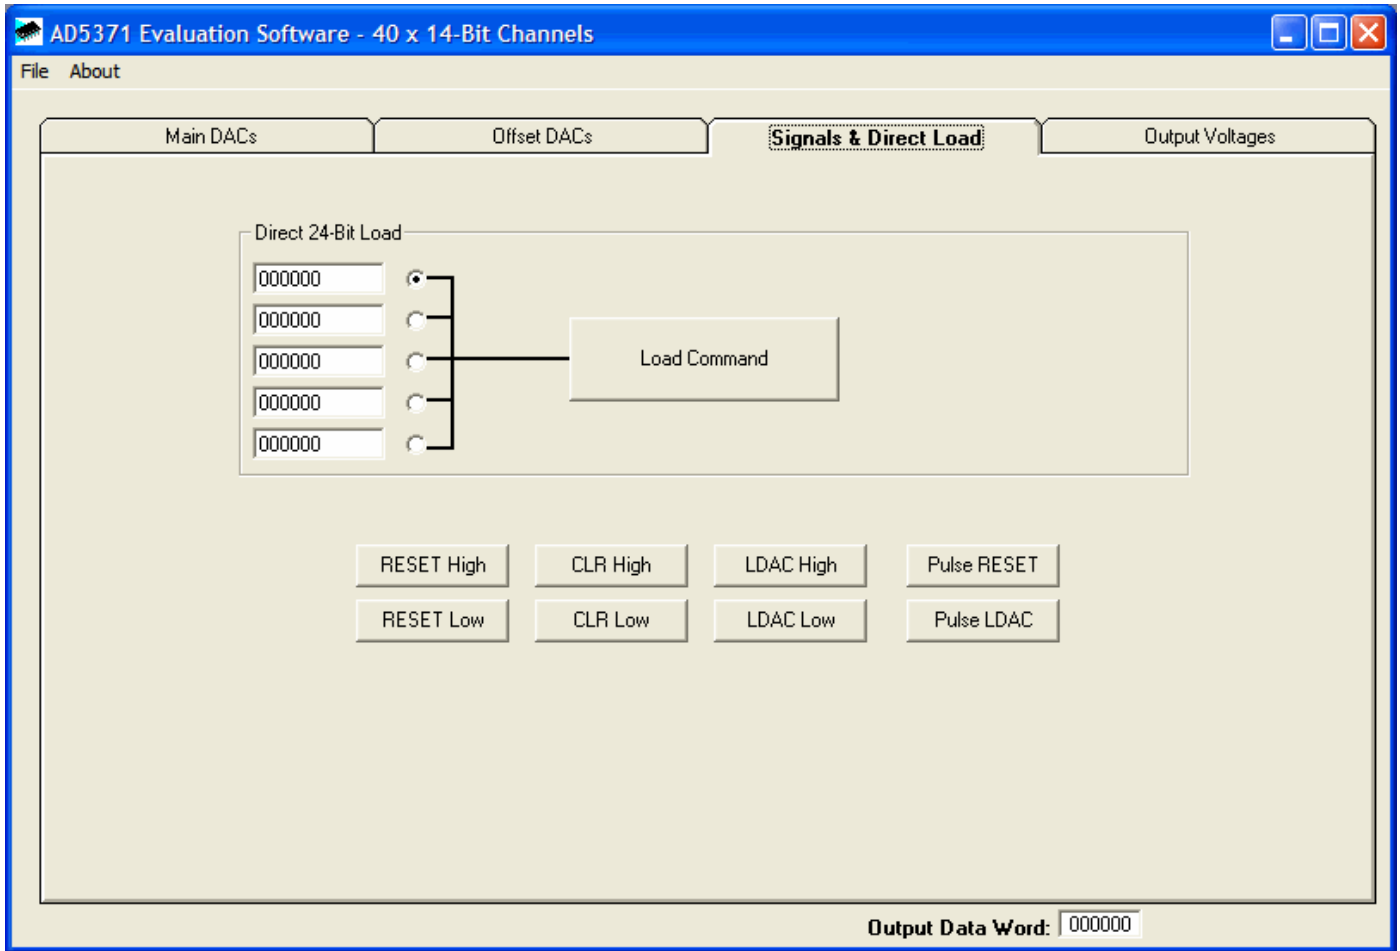 AD5371 Evaluation Software - 40 x 14-Bit Channels
File About
Main DACs Offset DACs Signals & Direct Load Output Voltages
Direct 24-Bit Load
000000
000000
000000
000000
000000
Load Command
RESET High CLR High LDAC High Pulse RESET
RESET Low CLR Low LDAC Low Pulse LDAC
Output Data Word: 000000